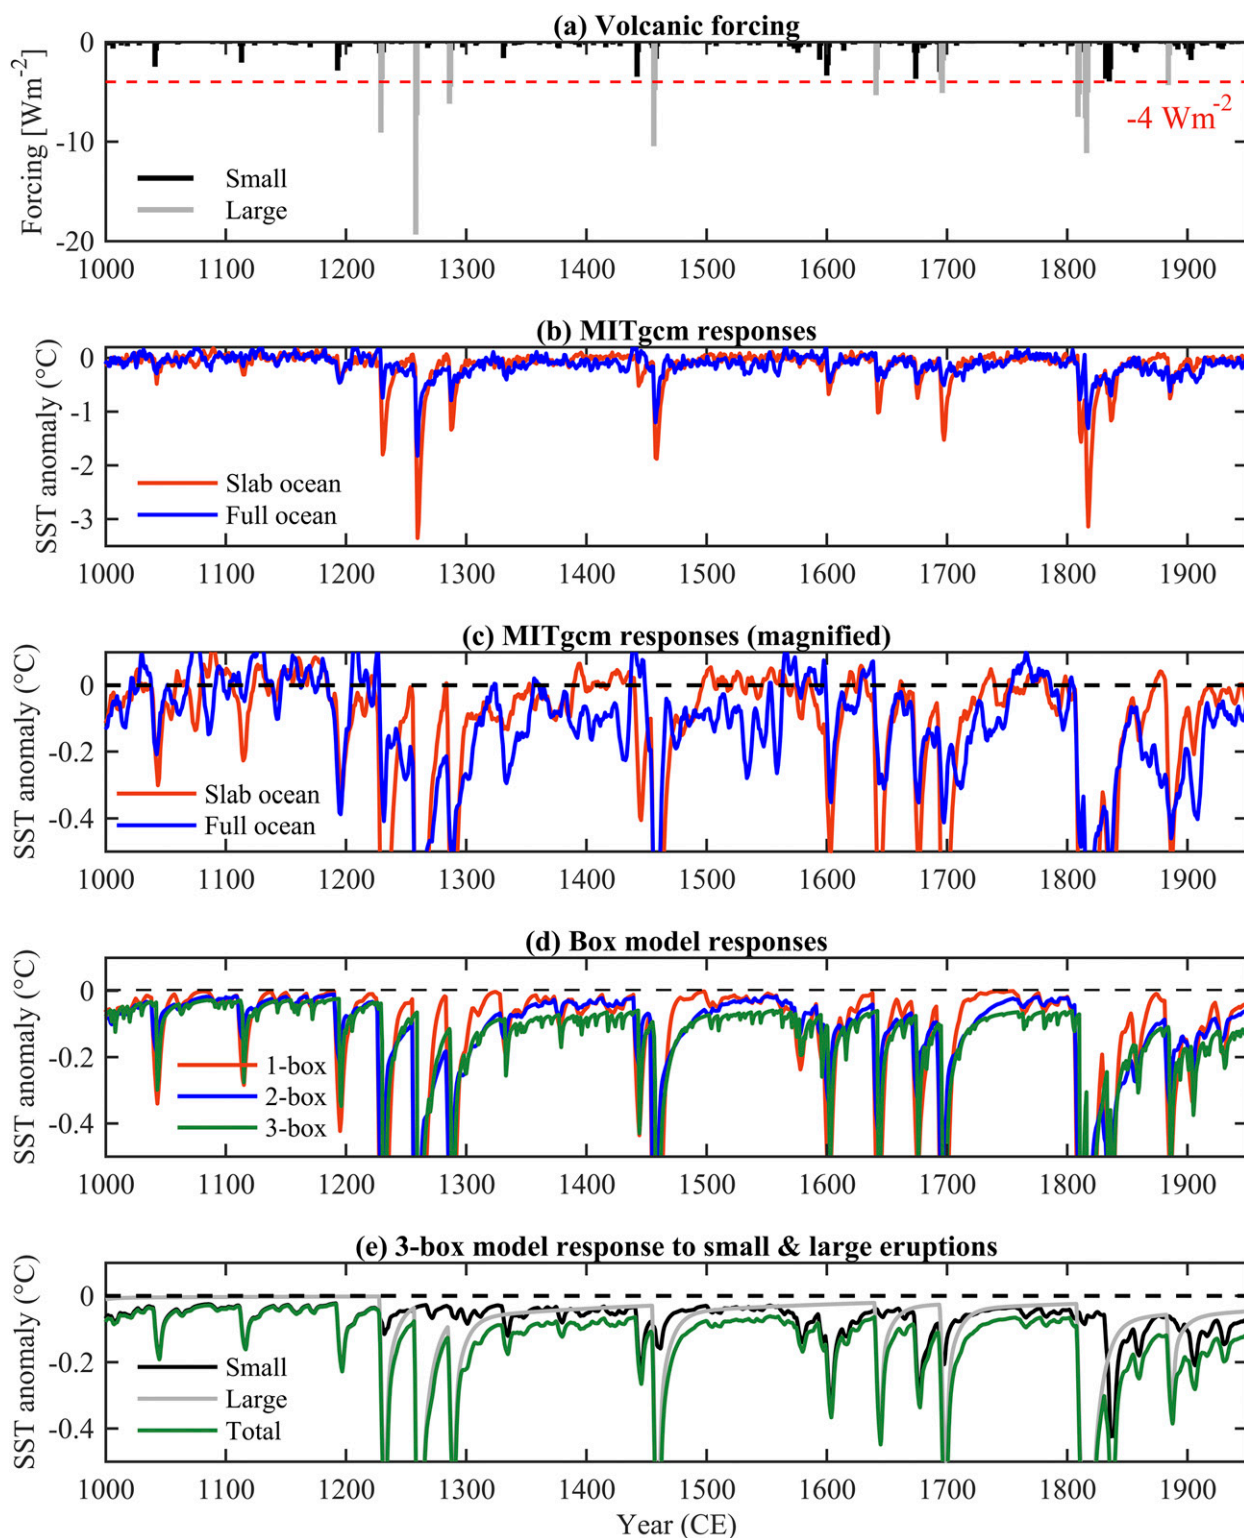 (a) Volcanic forcing
Forcing [Wm-2]
0
-10
-20
-4 Wm-2
Small
Large
1000 1100 1200 1300 1400 1500 1600 1700 1800 1900
(b) MITgcm responses
SST anomaly (°C)
0
-1
-2
-3
Slab ocean
Full ocean
1000 1100 1200 1300 1400 1500 1600 1700 1800 1900
(c) MITgcm responses (magnified)
SST anomaly (°C)
0
-0.2
-0.4
Slab ocean
Full ocean
1000 1100 1200 1300 1400 1500 1600 1700 1800 1900
(d) Box model responses
SST anomaly (°C)
0
-0.2
-0.4
1-box
2-box
3-box
1000 1100 1200 1300 1400 1500 1600 1700 1800 1900
(e) 3-box model response to small & large eruptions
SST anomaly (°C)
0
-0.2
-0.4
Small
Large
Total
1000 1100 1200 1300 1400 1500 1600 1700 1800 1900
Year (CE)